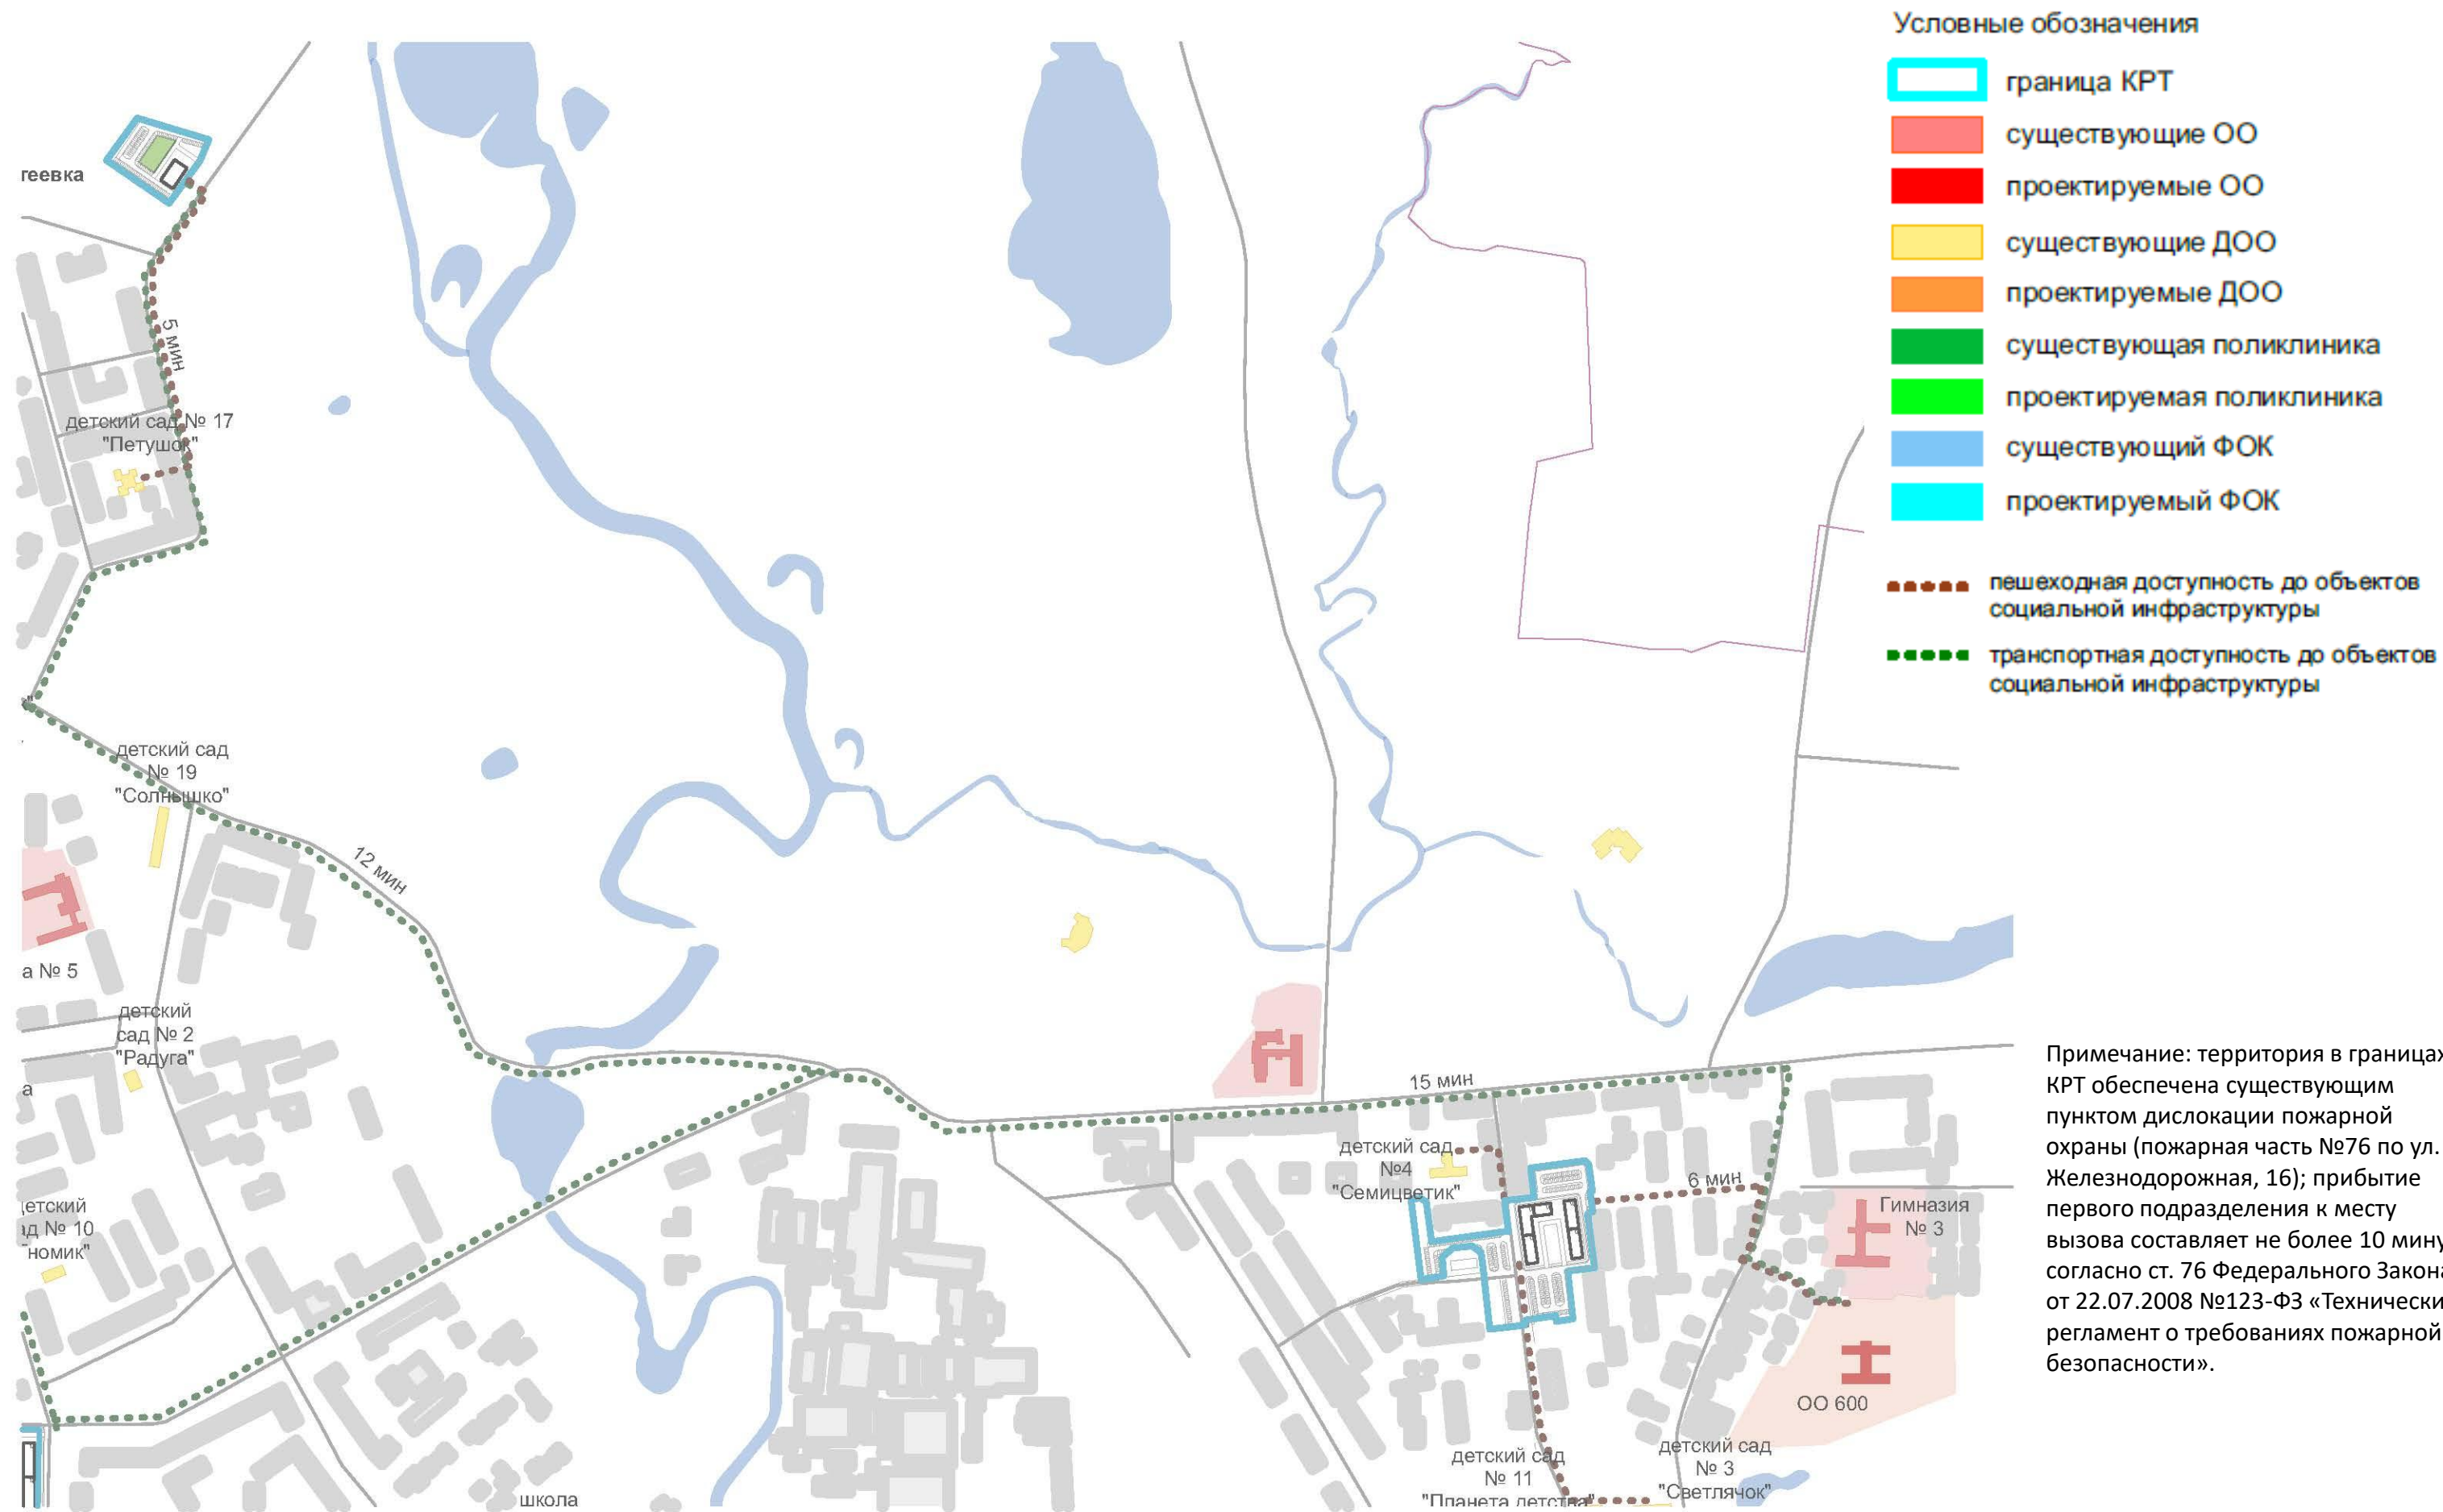 Условные обозначения
граница КРТ
существующие ОО
проектируемые ОО
существующие ДОО
проектируемые ДОО
существующая поликлиника
проектируемая поликлиника
существующий ФОК
проектируемый ФОК
пешеходная доступность до объектов
социальной инфраструктуры
транспортная доступность до объектов
социальной инфраструктуры
геевка
5 мин
детский сад № 17
"Петушок"
детский сад
№ 19
"Солнышко"
12 мин
а № 5
детский
сад № 2
"Радуга"
а
етский
ад № 10
номик"
школа
15 мин
детский сад
№4
"Семицветик"
6 мин
Гимназия
№ 3
ОО 600
детский сад
№ 11
"Планета детства"
детский сад
№ 3
"Светлячок"
Примечание: территория в границах
КРТ обеспечена существующим
пунктом дислокации пожарной
охраны (пожарная часть №76 по ул.
Железнодорожная, 16); прибытие
первого подразделения к месту
вызова составляет не более 10 мину
согласно ст. 76 Федерального Закона
от 22.07.2008 №123-ФЗ «Технически
регламент о требованиях пожарной
безопасности».